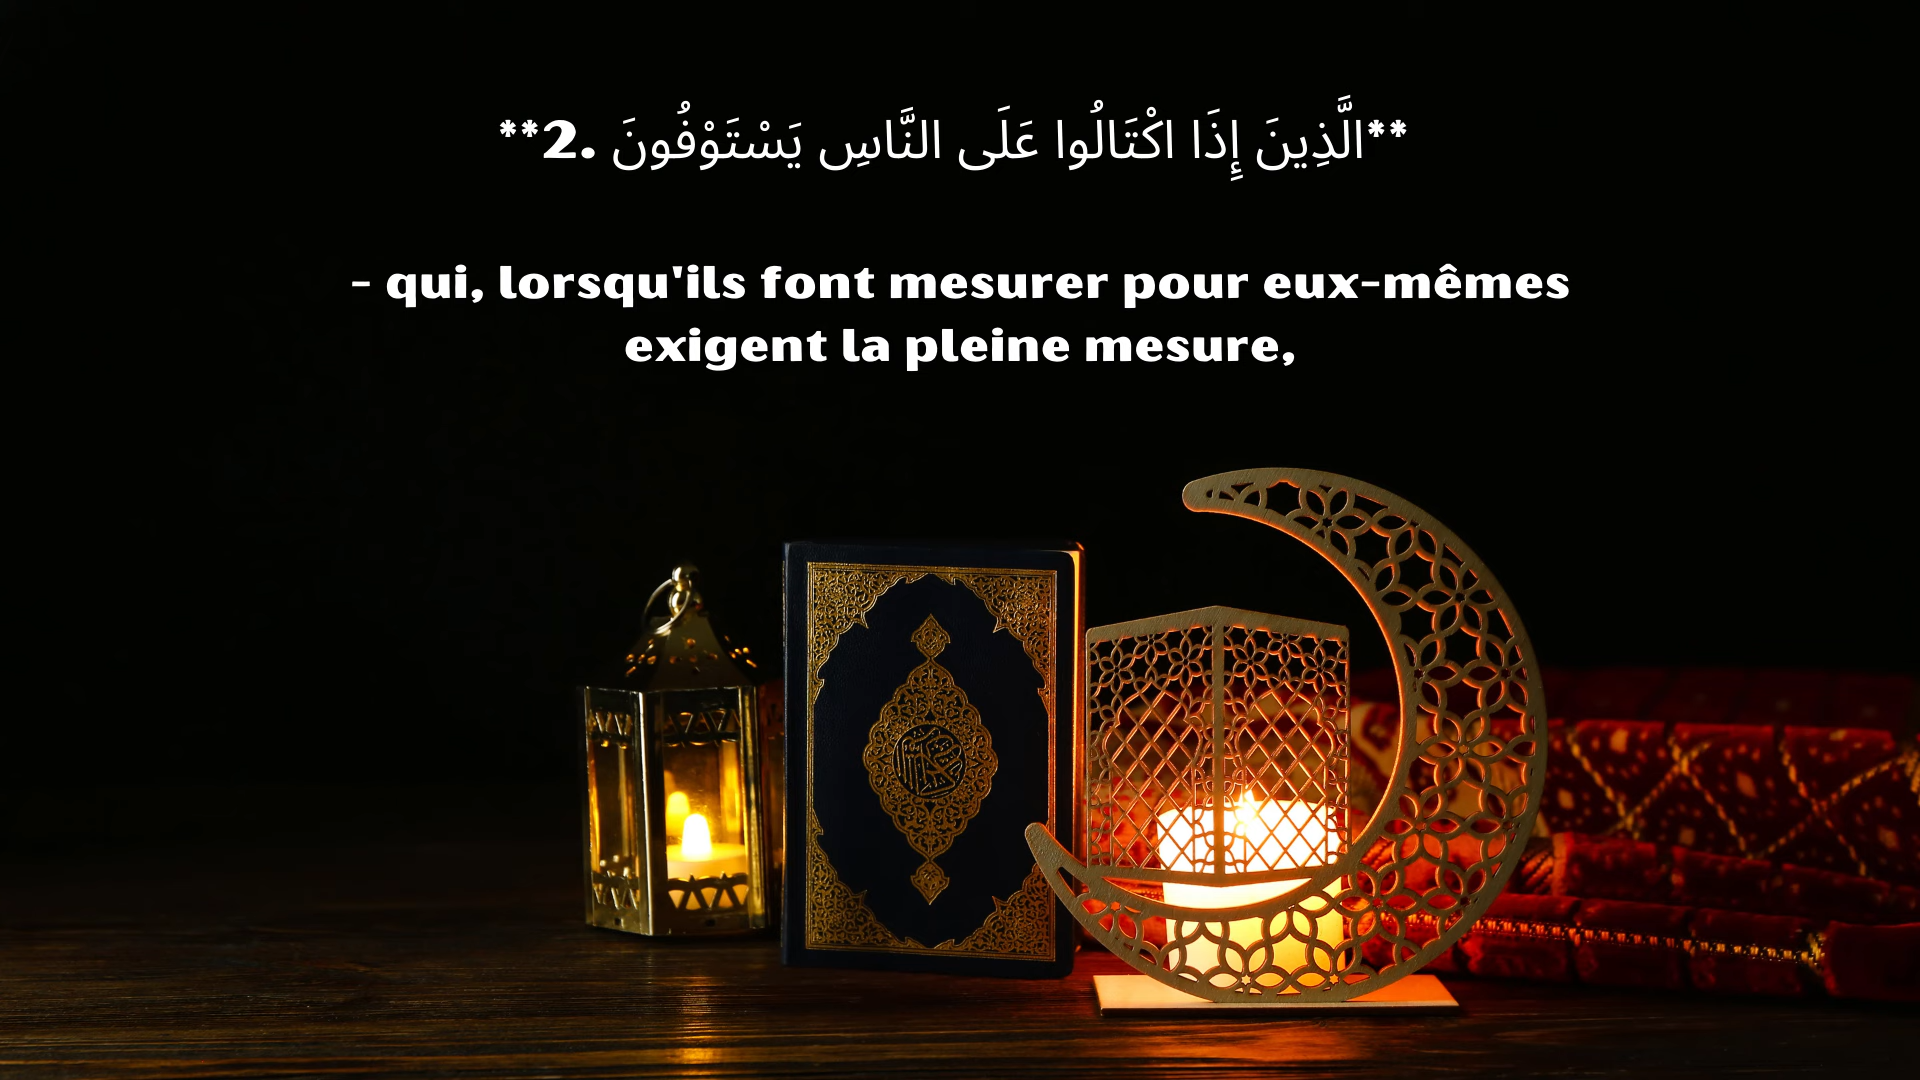 **2. الَّذِينَ إِذَا اكْتَالُوا عَلَى النَّاسِ يَسْتَوْفُونَ**
- qui, lorsqu'ils font mesurer pour eux-mêmes
exigent la pleine mesure,